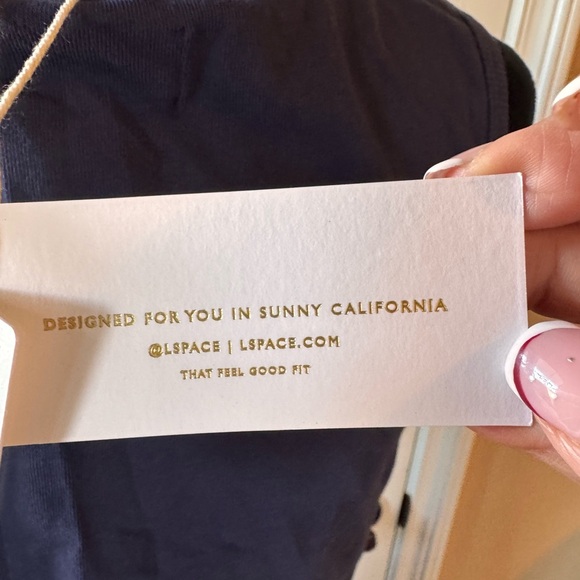 DESIGNED FOR YOU IN SUNNY CALIFORNIA
@LSPACE | LSPACE.COM
THAT FEEL GOOD FIT